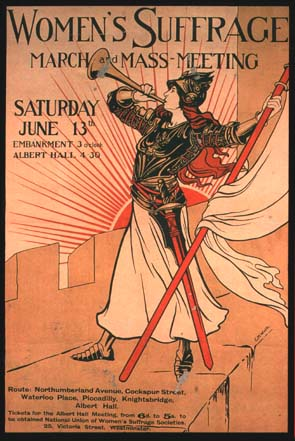 WOMEN'S SUFFRAGE
MARCH and MASS-MEETING
SATURDAY
JUNE 13th
EMBANKMENT 3 o'clock
ALBERT HALL 4 30
Route: Northumberland Avenue, Cockspur Street,
Waterloo Place, Piccadilly, Knightsbridge,
Albert Hall.
Tickets for the Albert Hall Meeting, from 6d. to 5s. to
be obtained National Union of Women's Suffrage Societies,
25, Victoria Street, Westminster.